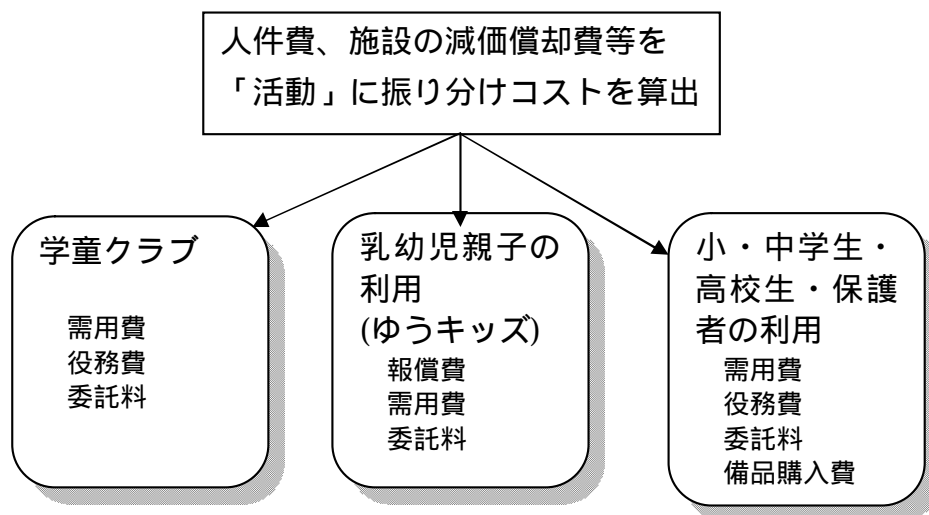 人件費、施設の減価償却費等を
「活動」に振り分けコストを算出
学童クラブ
需用費
役務費
委託料
乳幼児親子の
利用
(ゆうキッズ)
報償費
需用費
委託料
小・中学生・
高校生・保護
者の利用
需用費
役務費
委託料
備品購入費